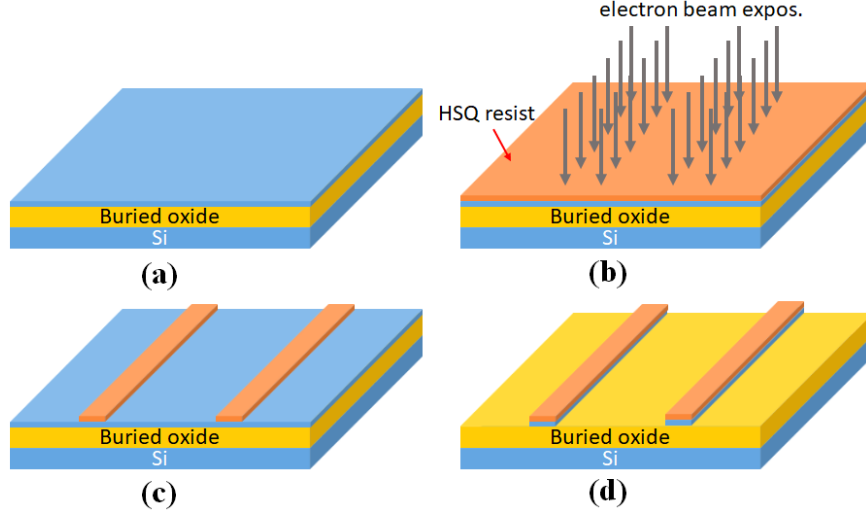 electron beam expos.
HSQ resist
Buried oxide
Si
(a)
Buried oxide
Si
(b)
Buried oxide
Si
(c)
Buried oxide
Si
(d)